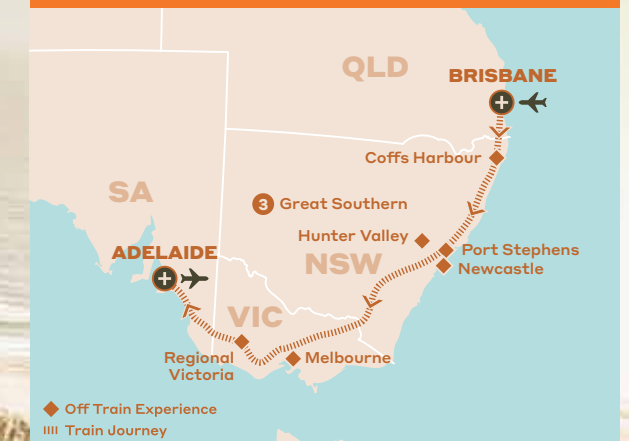 QLD
BRISBANE
Coffs Harbour
SA
3 Great Southern
Hunter Valley
Port Stephens
ADELAIDE
NSW
Newcastle
VIC
Regional
Victoria
Melbourne
Off Train Experience
Train Journey